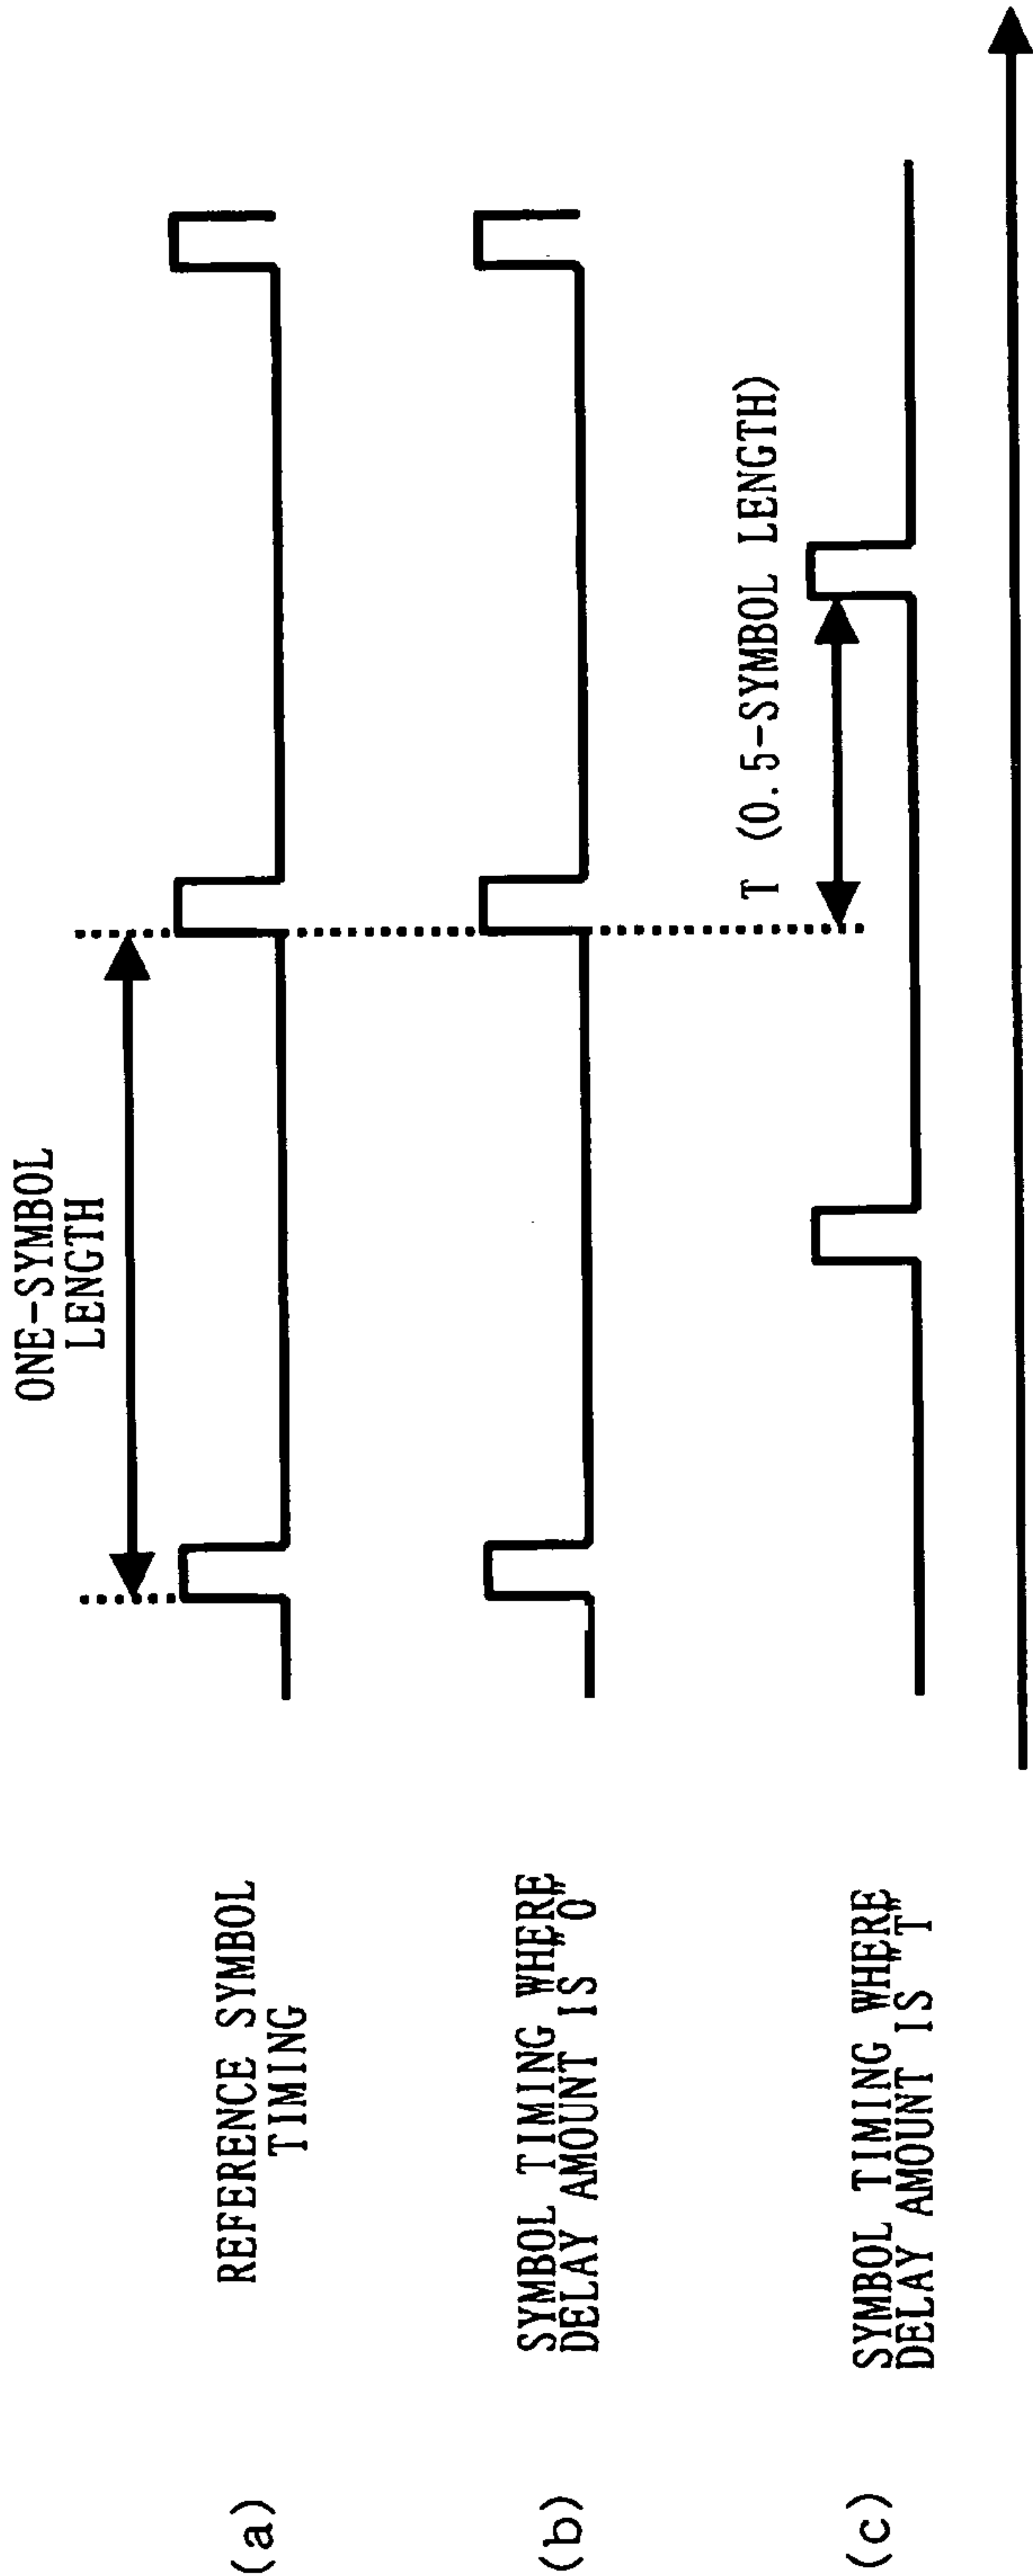 ONE-SYMBOL
LENGTH
(a)
REFERENCE SYMBOL
TIMING
(b)
SYMBOL TIMING WHERE
DELAY AMOUNT IS "0"
T (0.5-SYMBOL LENGTH)
(c)
SYMBOL TIMING WHERE
DELAY AMOUNT IS "T"